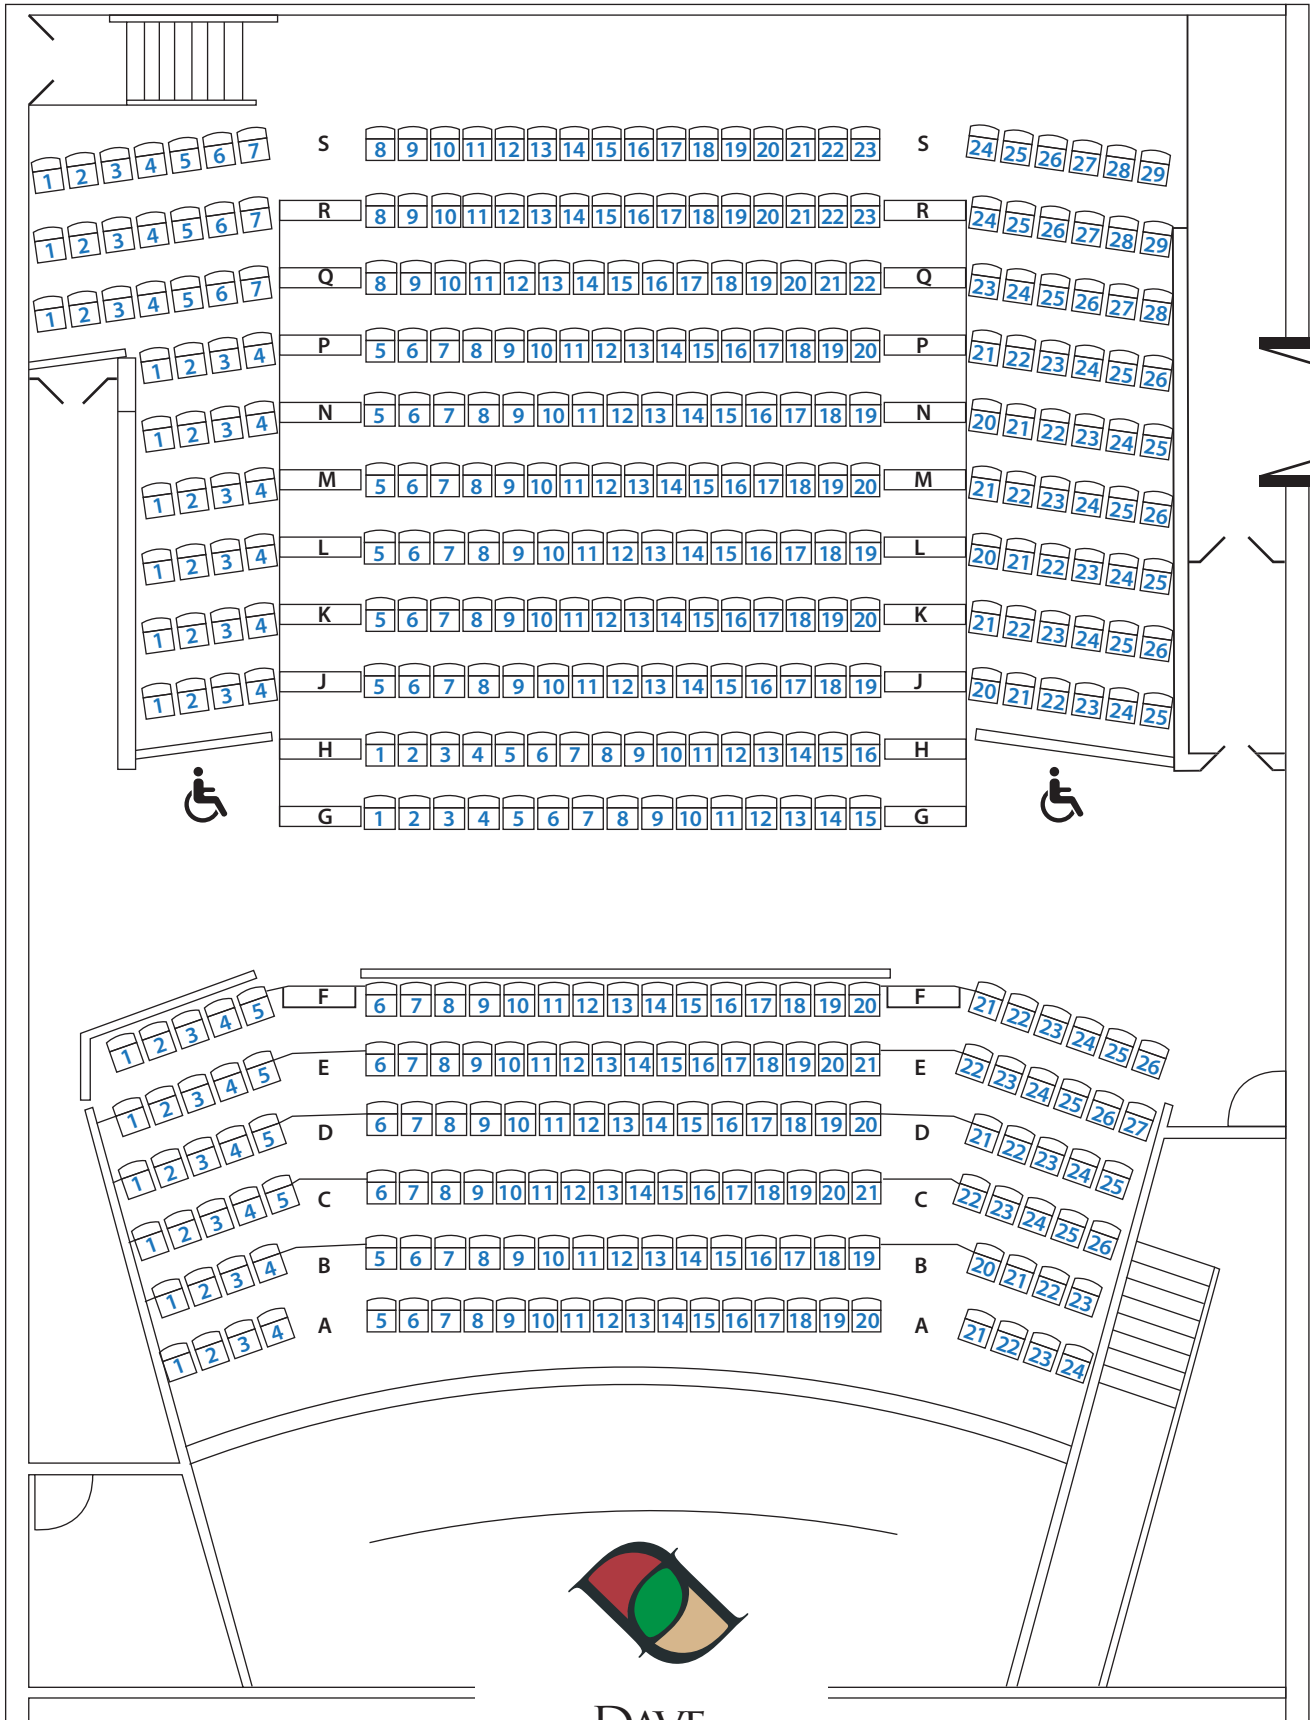 1 2 3 4 5 6 7 S 8 9 10 11 12 13 14 15 16 17 18 19 20 21 22 23 S 24 25 26 27 28 29
1 2 3 4 5 6 7 R 8 9 10 11 12 13 14 15 16 17 18 19 20 21 22 23 R 24 25 26 27 28 29
1 2 3 4 5 6 7 Q 8 9 10 11 12 13 14 15 16 17 18 19 20 21 22 Q 23 24 25 26 27 28
1 2 3 4 P 5 6 7 8 9 10 11 12 13 14 15 16 17 18 19 20 P 21 22 23 24 25 26
1 2 3 4 N 5 6 7 8 9 10 11 12 13 14 15 16 17 18 19 N 20 21 22 23 24 25
1 2 3 4 M 5 6 7 8 9 10 11 12 13 14 15 16 17 18 19 20 M 21 22 23 24 25 26
1 2 3 4 L 5 6 7 8 9 10 11 12 13 14 15 16 17 18 19 L 20 21 22 23 24 25
1 2 3 4 K 5 6 7 8 9 10 11 12 13 14 15 16 17 18 19 20 K 21 22 23 24 25 26
1 2 3 4 J 5 6 7 8 9 10 11 12 13 14 15 16 17 18 19 J 20 21 22 23 24 25
H 1 2 3 4 5 6 7 8 9 10 11 12 13 14 15 16 H
G 1 2 3 4 5 6 7 8 9 10 11 12 13 14 15 G
1 2 3 4 5 F 6 7 8 9 10 11 12 13 14 15 16 17 18 19 20 F 21 22 23 24 25 26
1 2 3 4 5 E 6 7 8 9 10 11 12 13 14 15 16 17 18 19 20 21 E 22 23 24 25 26 27
1 2 3 4 5 D 6 7 8 9 10 11 12 13 14 15 16 17 18 19 20 D 21 22 23 24 25
1 2 3 4 5 C 6 7 8 9 10 11 12 13 14 15 16 17 18 19 20 21 C 22 23 24 25 26
1 2 3 4 B 5 6 7 8 9 10 11 12 13 14 15 16 17 18 19 B 20 21 22 23
1 2 3 4 A 5 6 7 8 9 10 11 12 13 14 15 16 17 18 19 20 A 21 22 23 24
DAVE